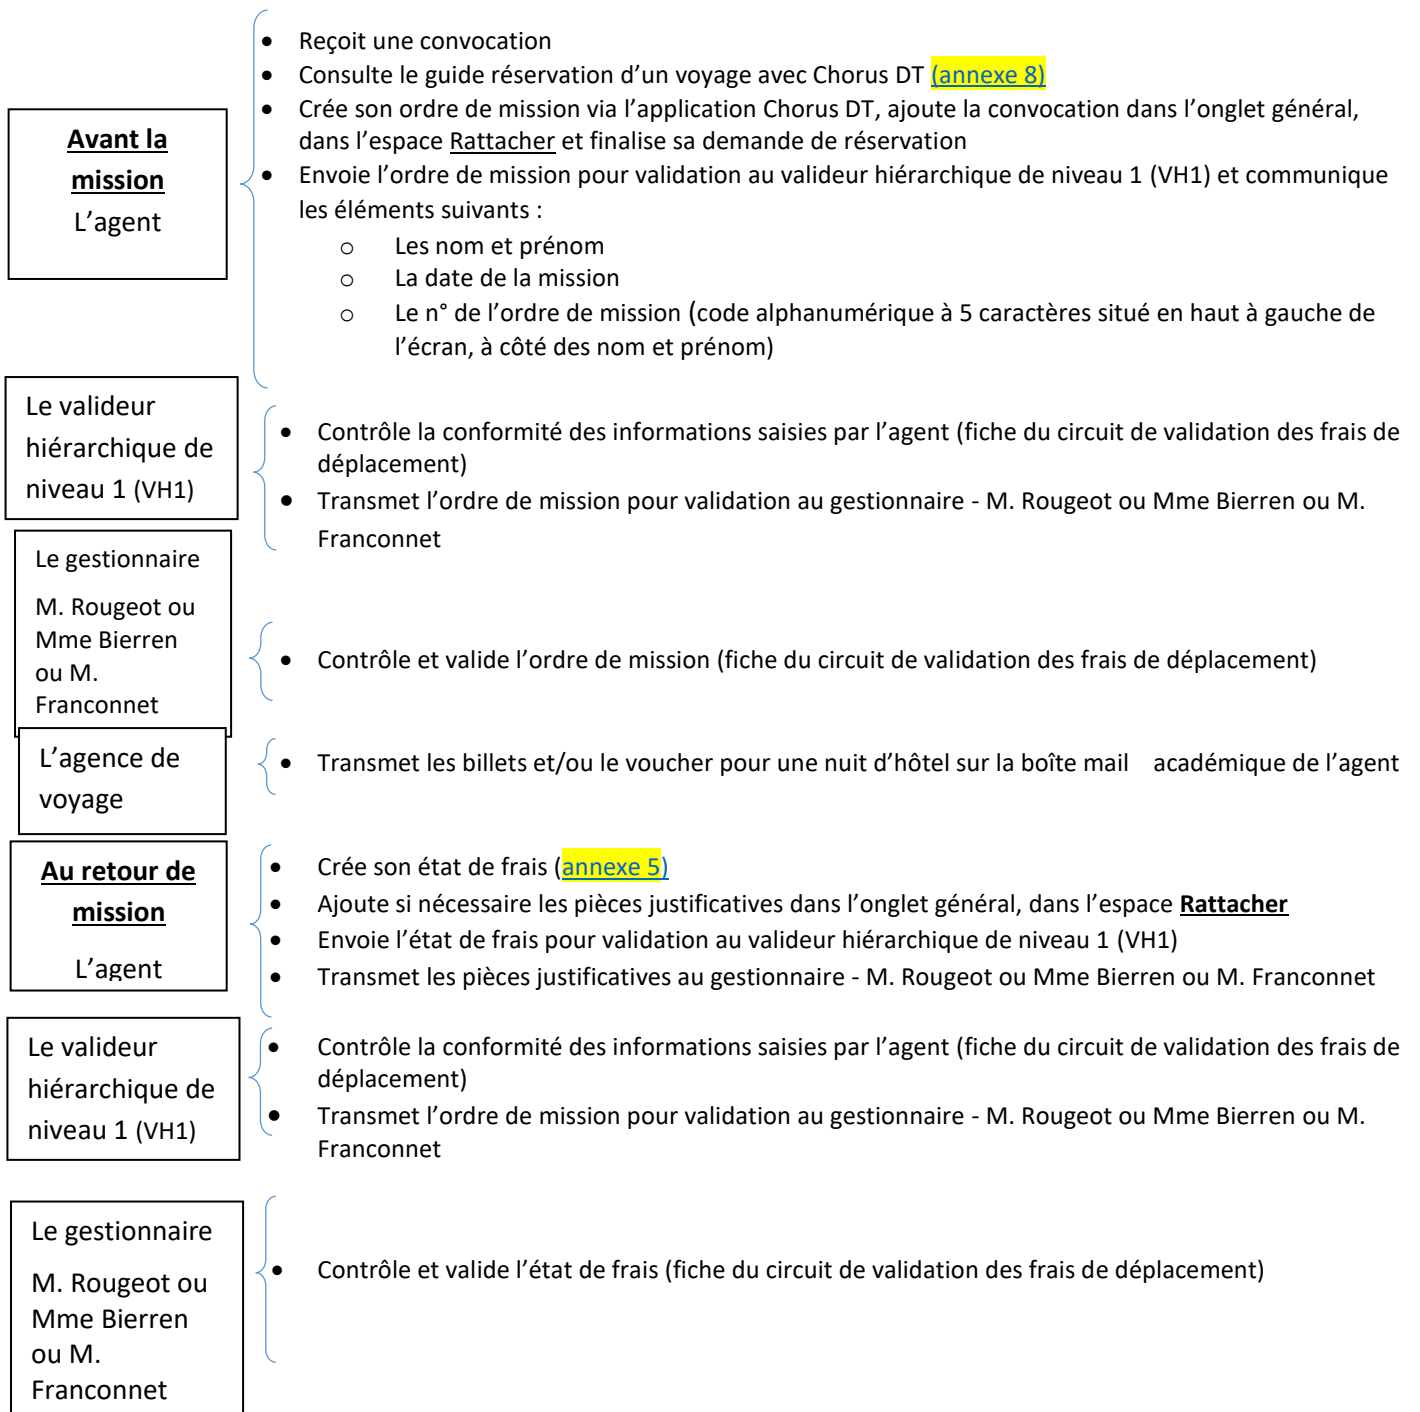 Avant la
mission
L’agent
• Reçoit une convocation
• Consulte le guide réservation d’un voyage avec Chorus DT (annexe 8)
• Crée son ordre de mission via l’application Chorus DT, ajoute la convocation dans l’onglet général,
dans l’espace Rattacher et finalise sa demande de réservation
• Envoie l’ordre de mission pour validation au valideur hiérarchique de niveau 1 (VH1) et communique
les éléments suivants :
o Les nom et prénom
o La date de la mission
o Le n° de l’ordre de mission (code alphanumérique à 5 caractères situé en haut à gauche de
l’écran, à côté des nom et prénom)
Le valideur
hiérarchique de
niveau 1 (VH1)
• Contrôle la conformité des informations saisies par l’agent (fiche du circuit de validation des frais de
déplacement)
• Transmet l’ordre de mission pour validation au gestionnaire - M. Rougeot ou Mme Bierren ou M.
Franconnet
Le gestionnaire
M. Rougeot ou
Mme Bierren
ou M.
Franconnet
• Contrôle et valide l’ordre de mission (fiche du circuit de validation des frais de déplacement)
L’agence de
voyage
• Transmet les billets et/ou le voucher pour une nuit d’hôtel sur la boîte mail académique de l’agent
Au retour de
mission
L’agent
• Crée son état de frais (annexe 5)
• Ajoute si nécessaire les pièces justificatives dans l’onglet général, dans l’espace Rattacher
• Envoie l’état de frais pour validation au valideur hiérarchique de niveau 1 (VH1)
• Transmet les pièces justificatives au gestionnaire - M. Rougeot ou Mme Bierren ou M. Franconnet
Le valideur
hiérarchique de
niveau 1 (VH1)
• Contrôle la conformité des informations saisies par l’agent (fiche du circuit de validation des frais de
déplacement)
• Transmet l’ordre de mission pour validation au gestionnaire - M. Rougeot ou Mme Bierren ou M.
Franconnet
Le gestionnaire
M. Rougeot ou
Mme Bierren
ou M.
Franconnet
• Contrôle et valide l’état de frais (fiche du circuit de validation des frais de déplacement)